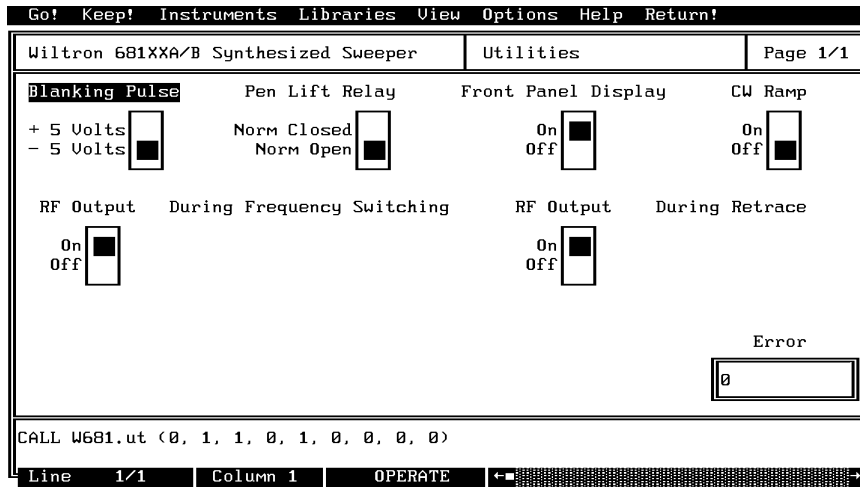 Go! Keep! Instruments Libraries View Options Help Return!
Wiltron 681XXA/B Synthesized Sweeper Utilities Page 1/1
Blanking Pulse Pen Lift Relay Front Panel Display CW Ramp
+ 5 Volts Norm Closed On On
- 5 Volts Norm Open Off Off
RF Output During Frequency Switching RF Output During Retrace
On On
Off Off
Error
0
CALL W681.ut (0, 1, 1, 0, 1, 0, 0, 0, 0)
Line 1/1 Column 1 OPERATE